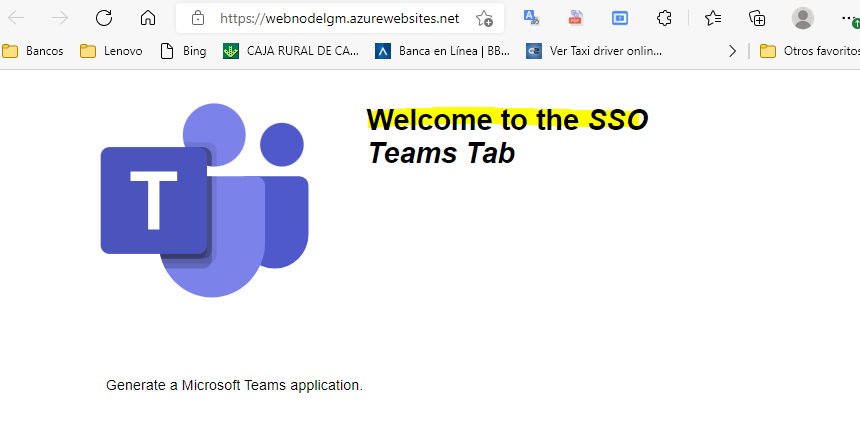 https://webnodelgm.azurewebsites.net
Bancos Lenovo Bing CAJA RURAL DE CA... Banca en Línea | BB... Ver Taxi driver onlin... Otros favoritos
T
Welcome to the SSO
Teams Tab
Generate a Microsoft Teams application.